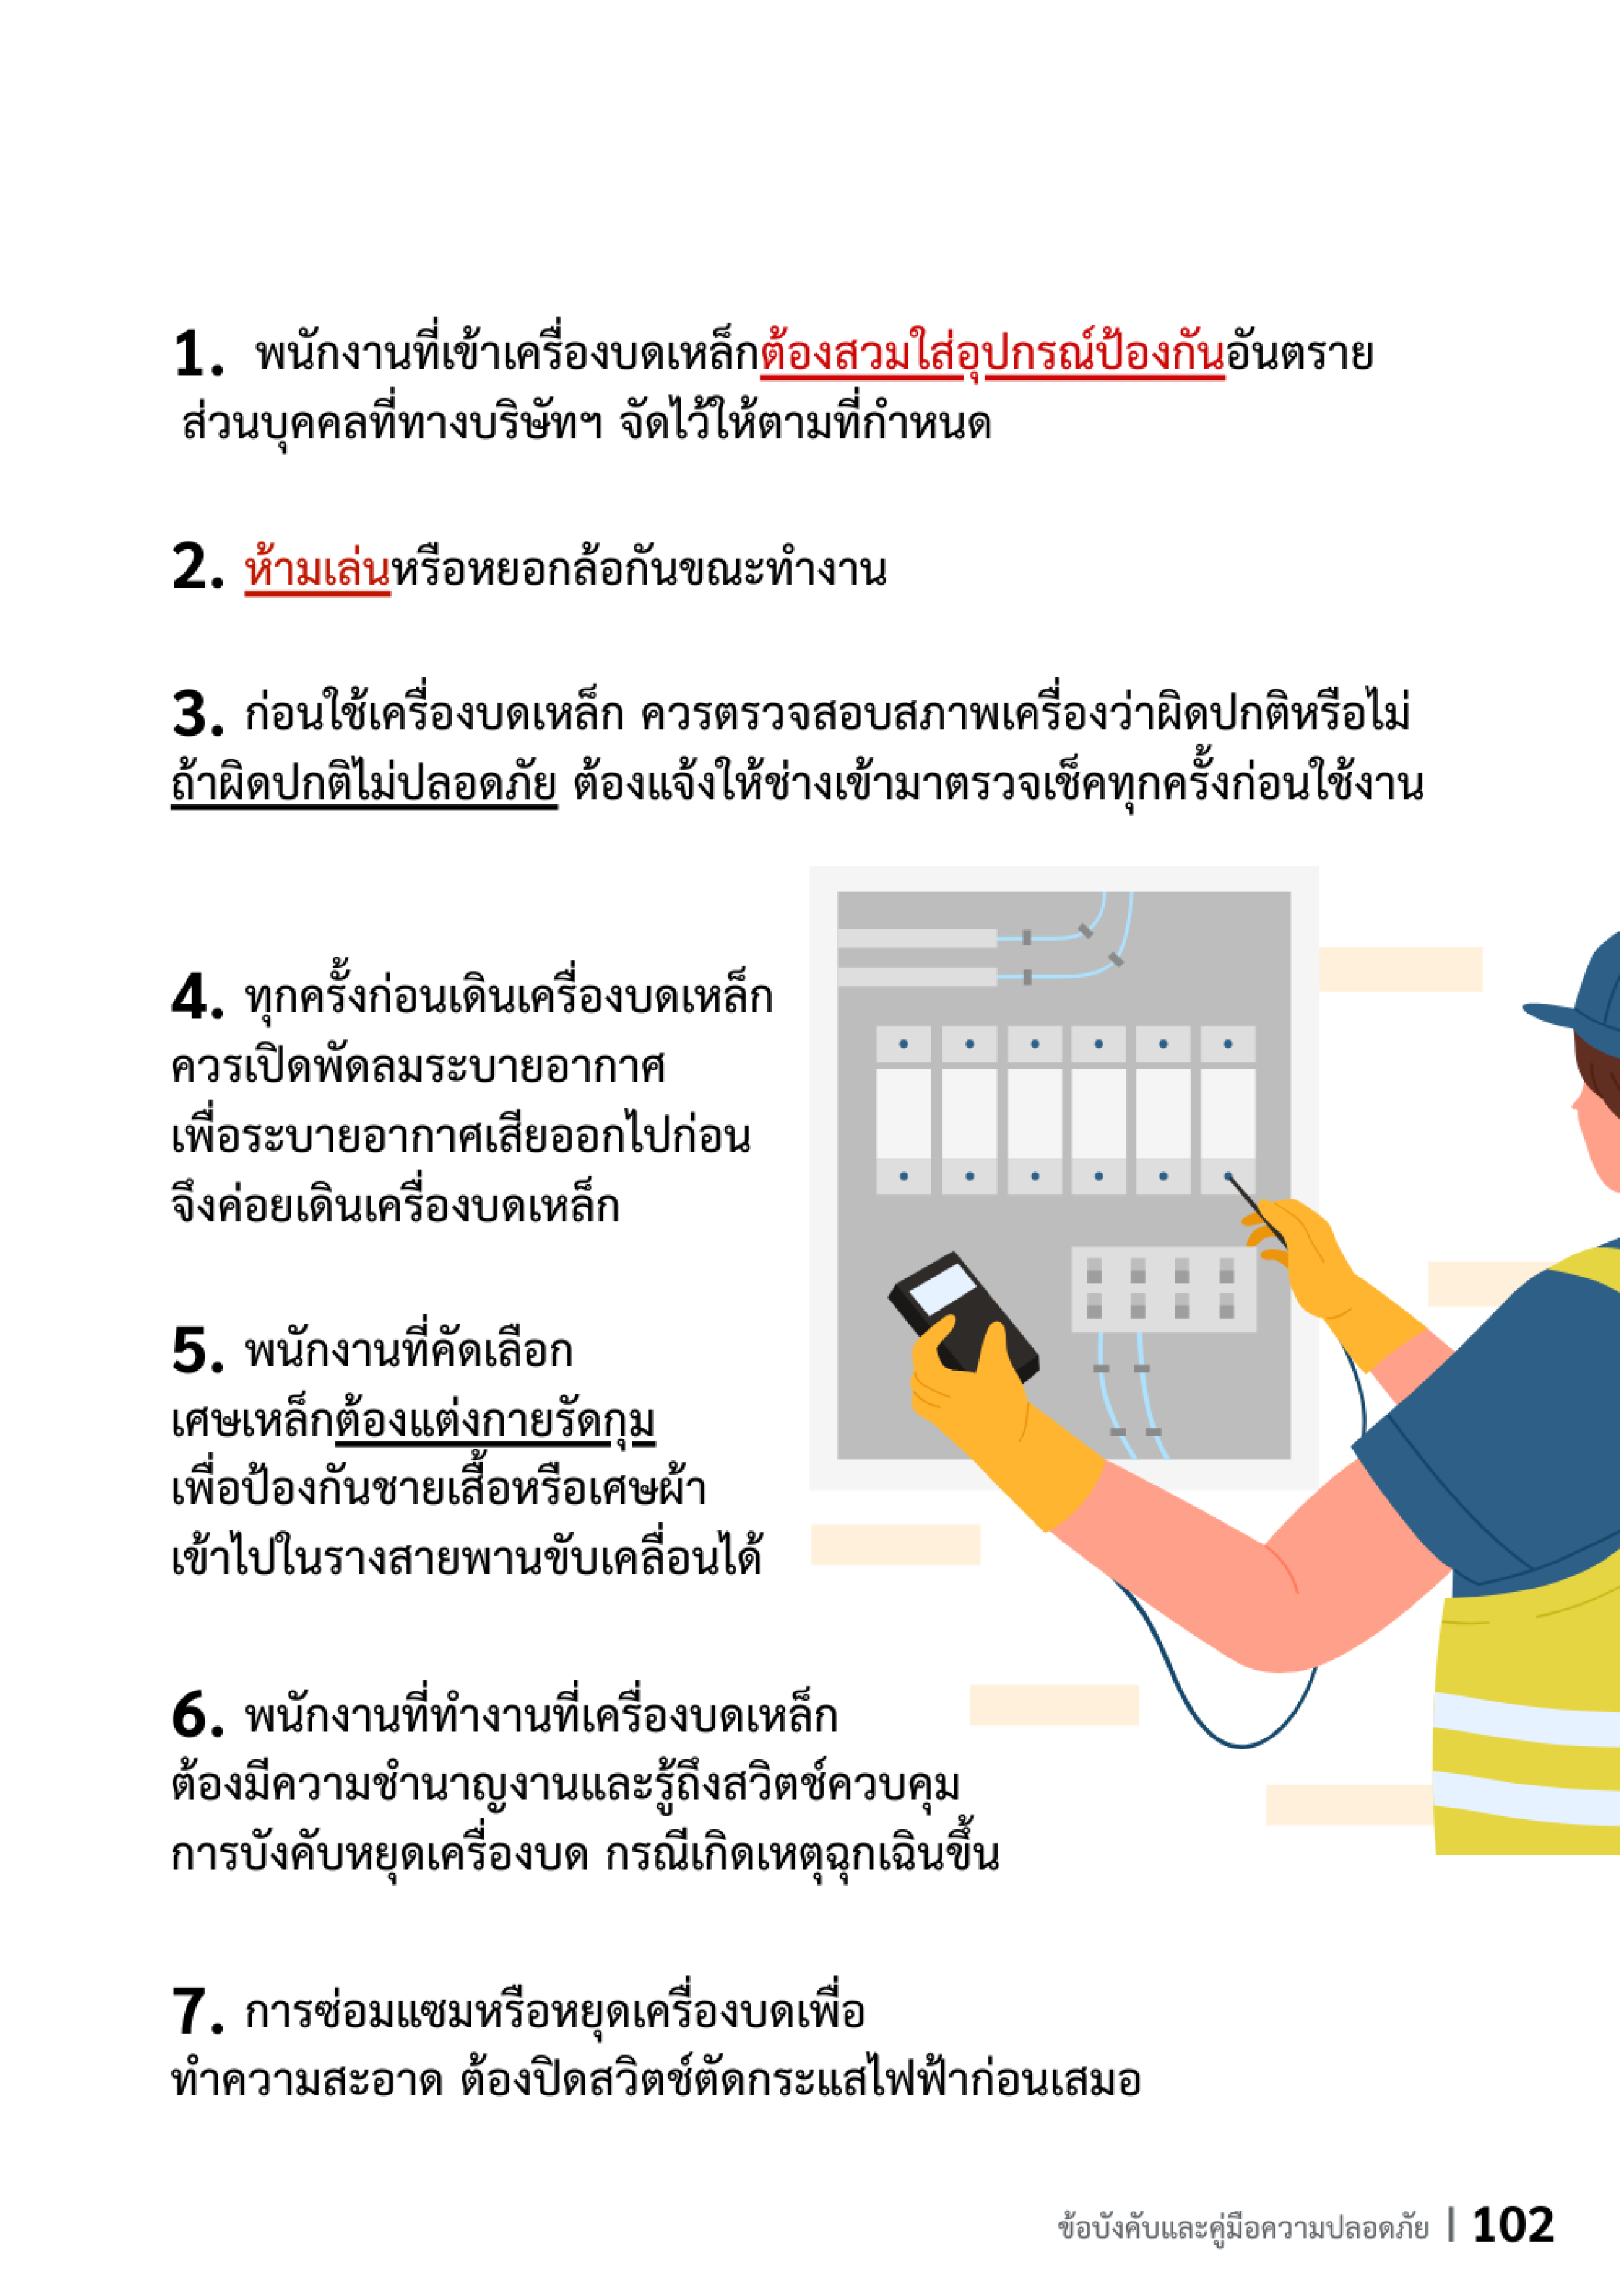 1. พนักงานที่เข้าเครื่องบดเหล็กต้องสวมใส่อุปกรณ์ป้องกันอันตราย
ส่วนบุคคลที่ทางบริษัทฯ จัดไว้ให้ตามที่กำหนด
2. ห้ามเล่นหรือหยอกล้อกันขณะทำงาน
3. ก่อนใช้เครื่องบดเหล็ก ควรตรวจสอบสภาพเครื่องว่าผิดปกติหรือไม่
ถ้าผิดปกติไม่ปลอดภัย ต้องแจ้งให้ช่างเข้ามาตรวจเช็คทุกครั้งก่อนใช้งาน
4. ทุกครั้งก่อนเดินเครื่องบดเหล็ก
ควรเปิดพัดลมระบายอากาศ
เพื่อระบายอากาศเสียออกไปก่อน
จึงค่อยเดินเครื่องบดเหล็ก
5. พนักงานที่คัดเลือก
เศษเหล็กต้องแต่งกายรัดกุม
เพื่อป้องกันชายเสื้อหรือเศษผ้า
เข้าไปในรางสายพานขับเคลื่อนได้
6. พนักงานที่ทำงานที่เครื่องบดเหล็ก
ต้องมีความชำนาญงานและรู้ถึงสวิตช์ควบคุม
การบังคับหยุดเครื่องบด กรณีเกิดเหตุฉุกเฉินขึ้น
7. การซ่อมแซมหรือหยุดเครื่องบดเพื่อ
ทำความสะอาด ต้องปิดสวิตช์ตัดกระแสไฟฟ้าก่อนเสมอ
ข้อบังคับและคู่มือความปลอดภัย | 102